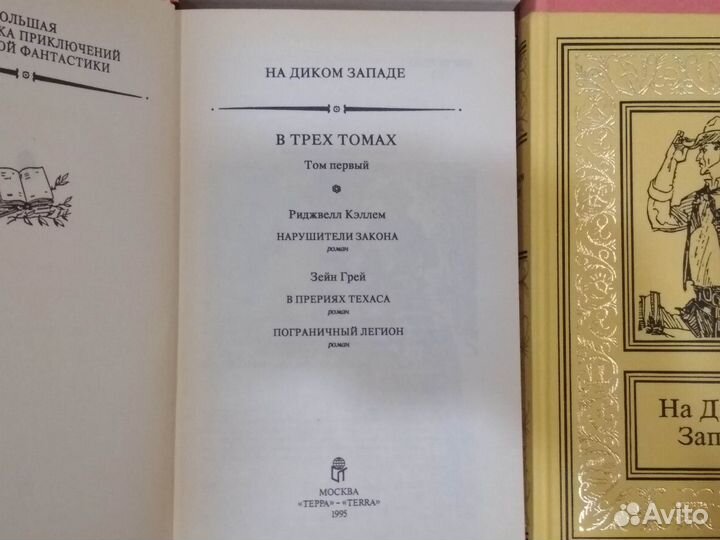 ОЛЬШАЯ
КА ПРИКЛЮЧЕНИЙ
ОЙ ФАНТАСТИКИ
НА ДИКОМ ЗАПАДЕ
В ТРЕХ ТОМАХ
Том первый
Риджвелл Кэллем
НАРУШИТЕЛИ ЗАКОНА
роман
Зейн Грей
В ПРЕРИЯХ ТЕХАСА
роман
ПОГРАНИЧНЫЙ ЛЕГИОН
роман
МОСКВА
«ТЕРРА» – «TERRA»
1995
На Д
Зап
Avito